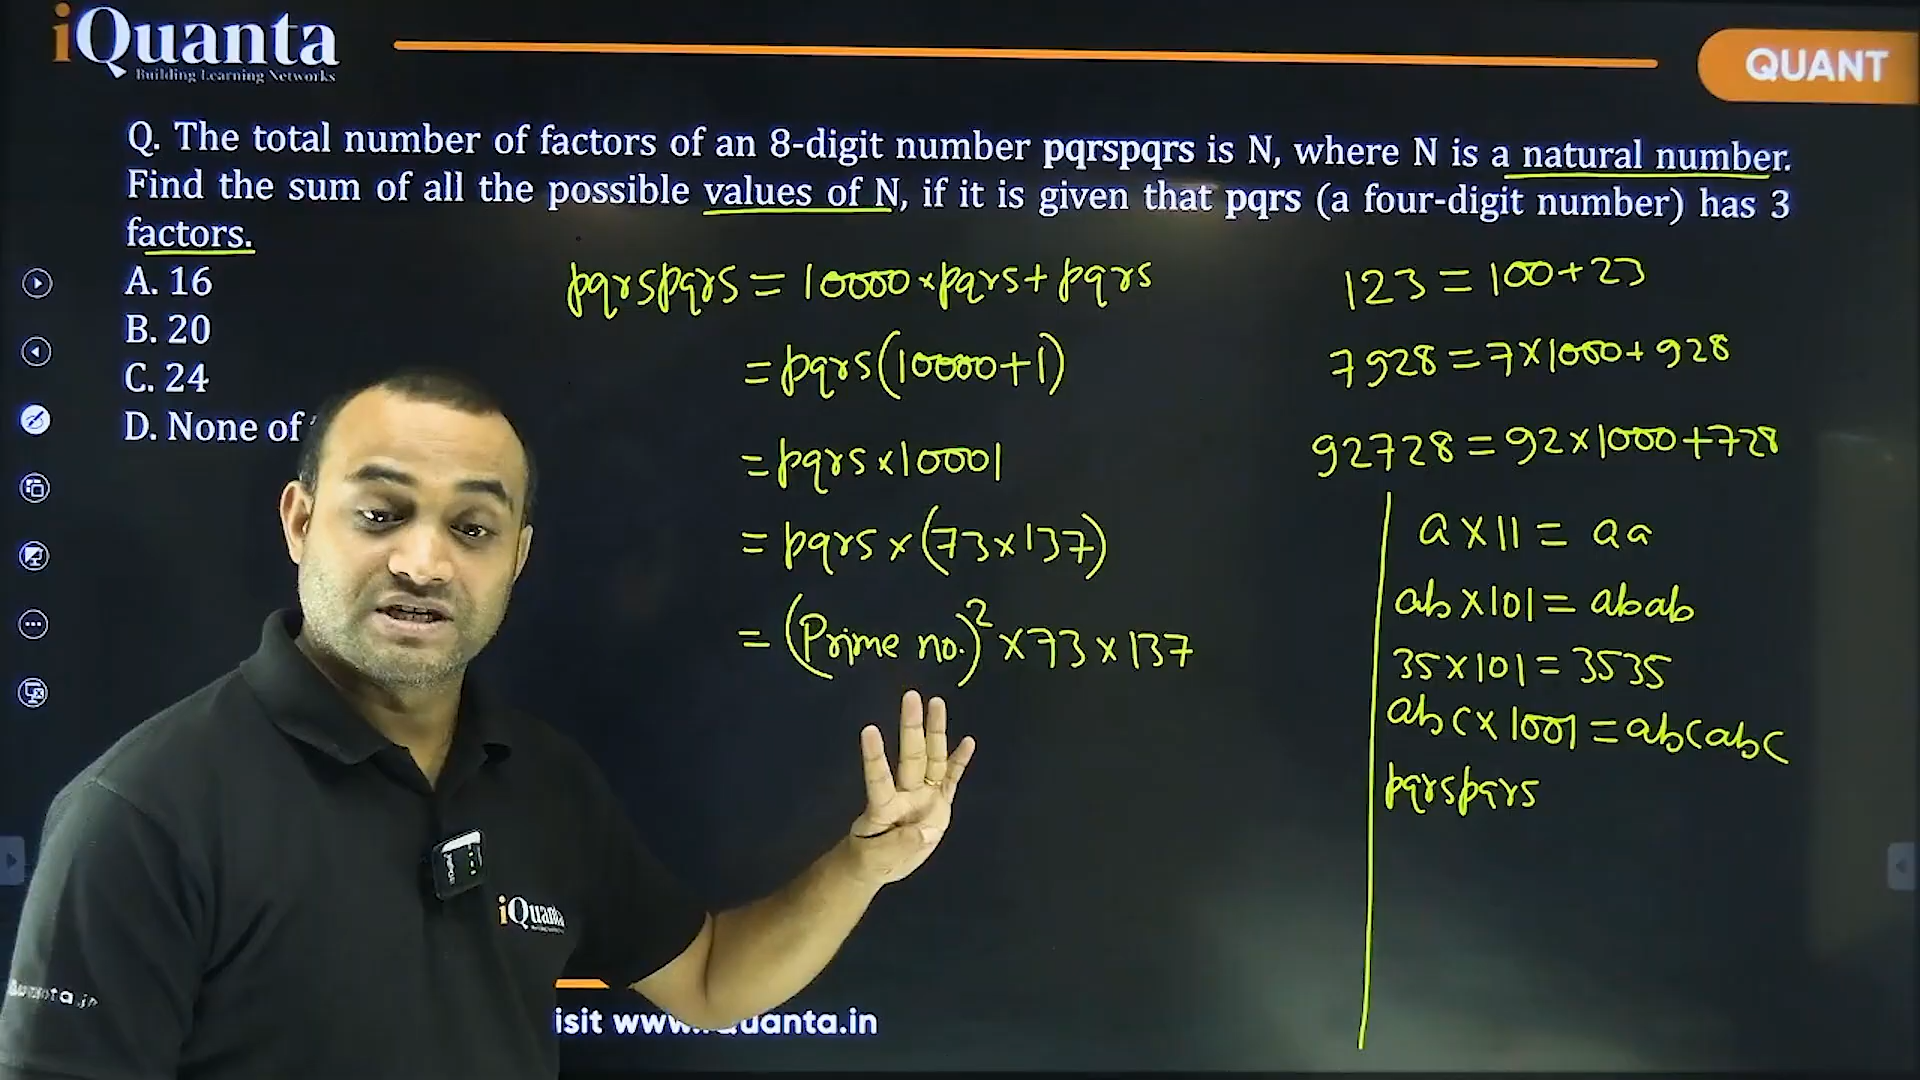 iQuanta
Building Learning Networks
QUANT
Q. The total number of factors of an 8-digit number pqrspqrs is N, where N is a natural number.
Find the sum of all the possible values of N, if it is given that pqrs (a four-digit number) has 3
factors.
A. 16
B. 20
C. 24
D. None of
pqrspqrs = 10000×pqrs+pqrs
= pqrs(10000+1)
= pqrs×10001
= pqrs×(73×137)
= (Prime no.)²×73×137
123 = 100+23
7928 = 7×1000+928
92728 = 92×1000+728
a×11 = aa
ab×101 = abab
35×101 = 3535
abc×1001 = abcabc
pqrspqrs
iQuanta
isit www.iQuanta.in